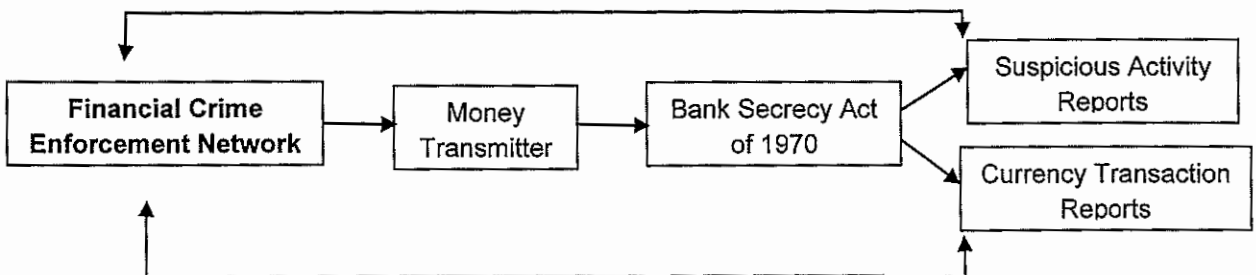 Financial Crime
Enforcement Network
Money
Transmitter
Bank Secrecy Act
of 1970
Suspicious Activity
Reports
Currency Transaction
Reports